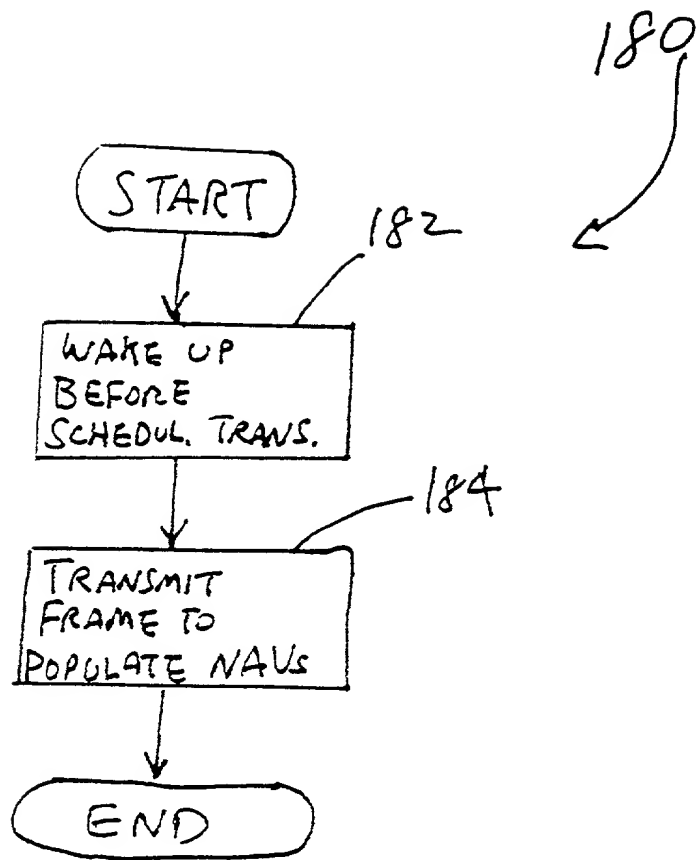 180
START
182
WAKE UP
BEFORE
SCHEDUL. TRANS.
184
TRANSMIT
FRAME TO
POPULATE NAVs
END